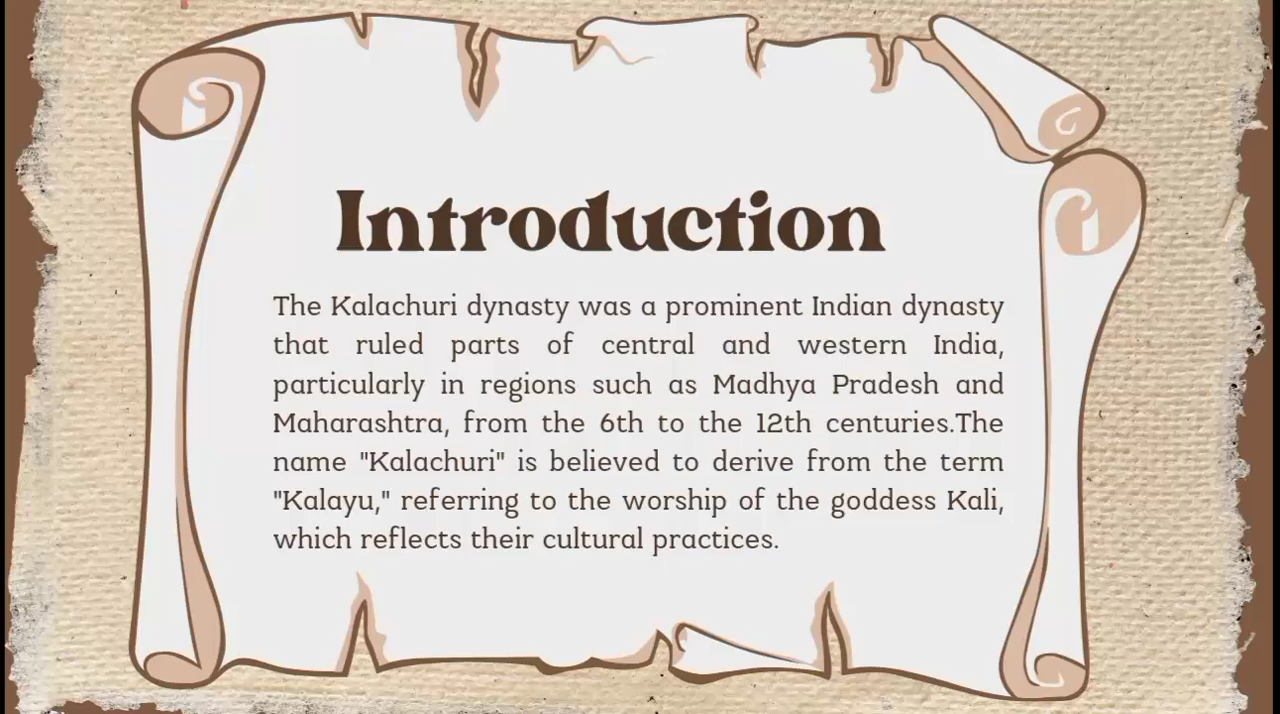 Introduction
The Kalachuri dynasty was a prominent Indian dynasty
that ruled parts of central and western India,
particularly in regions such as Madhya Pradesh and
Maharashtra, from the 6th to the 12th centuries.The
name "Kalachuri" is believed to derive from the term
"Kalayu," referring to the worship of the goddess Kali,
which reflects their cultural practices.